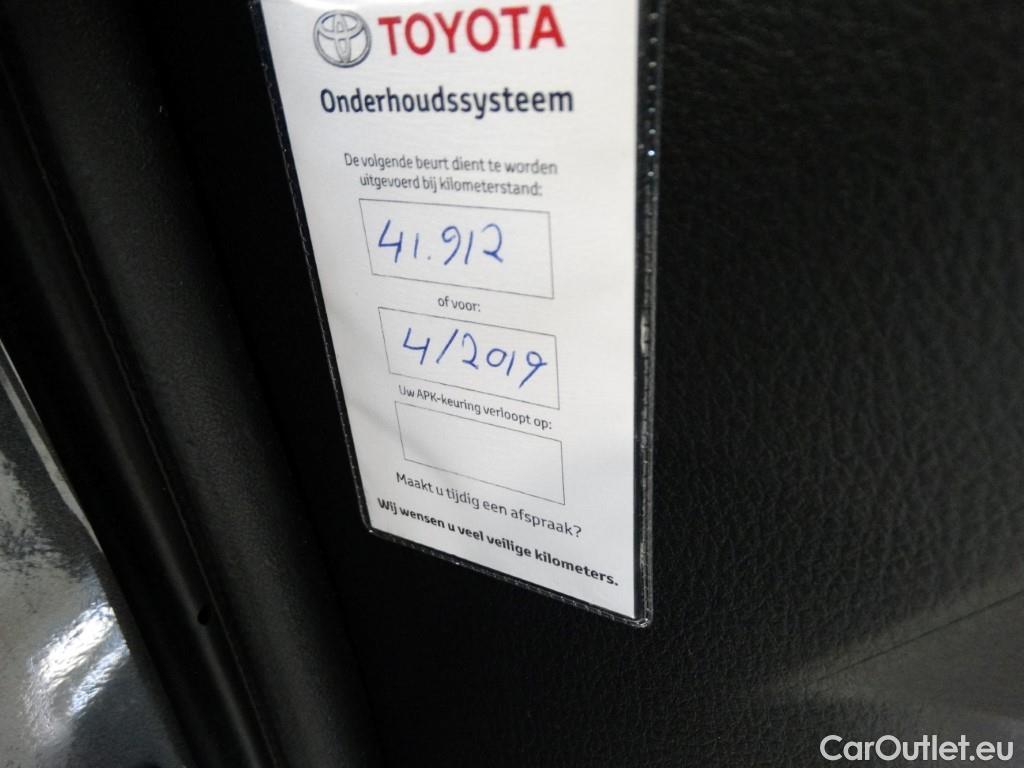 TOYOTA
Onderhoudssysteem
De volgende beurt dient te worden
uitgevoerd bij kilometerstand:
41.912
of voor:
4/2019
Uw APK-keuring verloopt op:
Maakt u tijdig een afspraak?
Wij wensen u veel veilige kilometers.
CarOutlet.eu